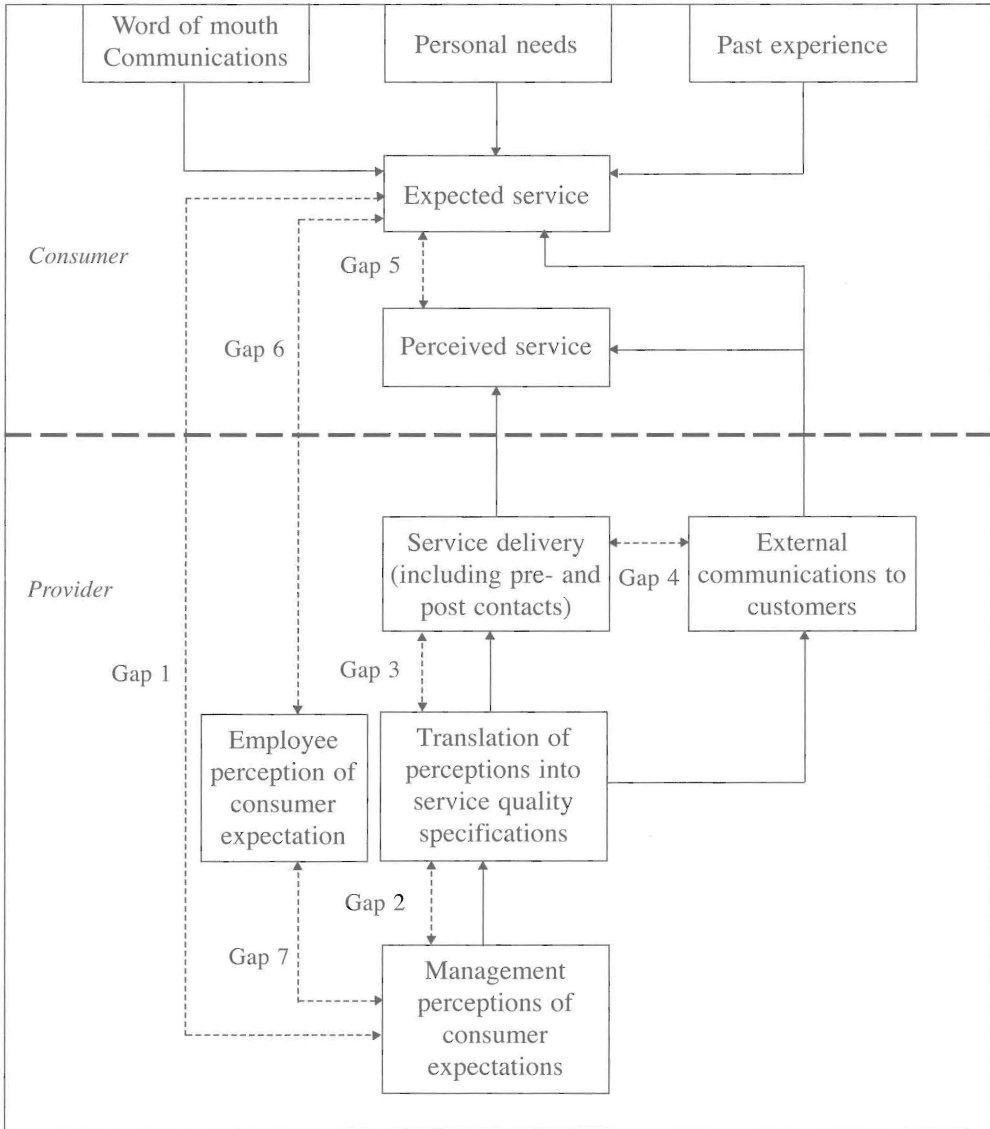 Word of mouth
Communications
Personal needs
Past experience
Expected service
Consumer
Gap 5
Gap 6
Perceived service
Provider
Service delivery
(including pre- and
post contacts)
Gap 4
External
communications to
customers
Gap 1
Gap 3
Employee
perception of
consumer
expectation
Translation of
perceptions into
service quality
specifications
Gap 2
Gap 7
Management
perceptions of
consumer
expectations